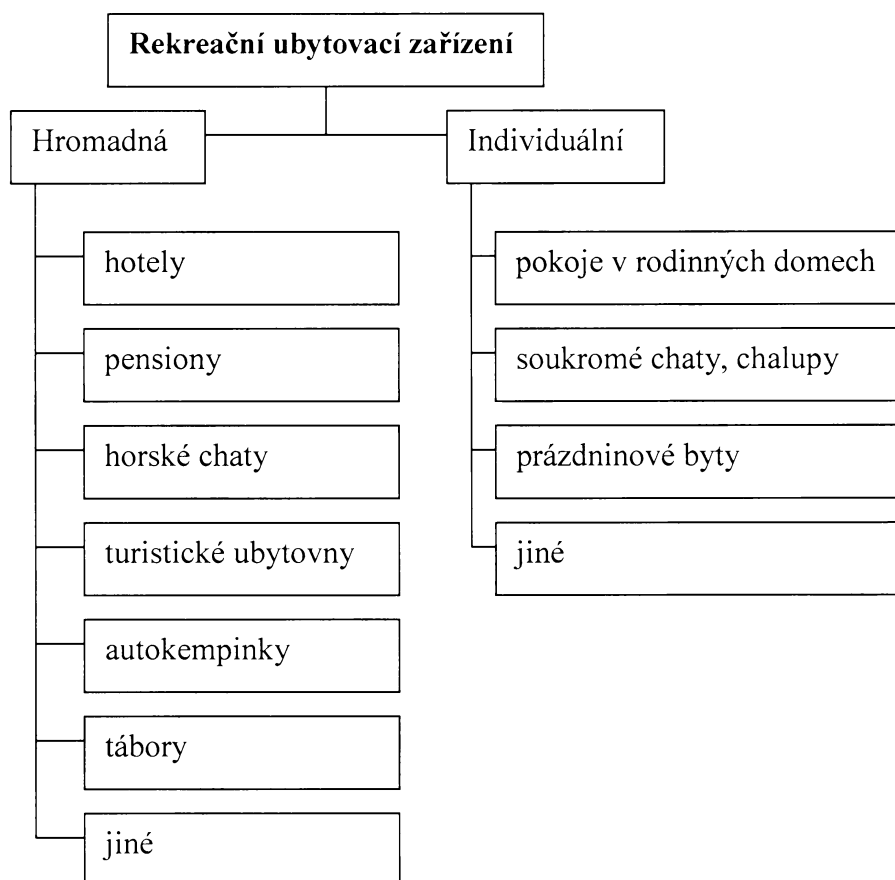 Rekreační ubytovací zařízení
Hromadná
hotely
pensiony
horské chaty
turistické ubytovny
autokempinky
tábory
jiné
Individuální
pokoje v rodinných domech
soukromé chaty, chalupy
prázdninové byty
jiné